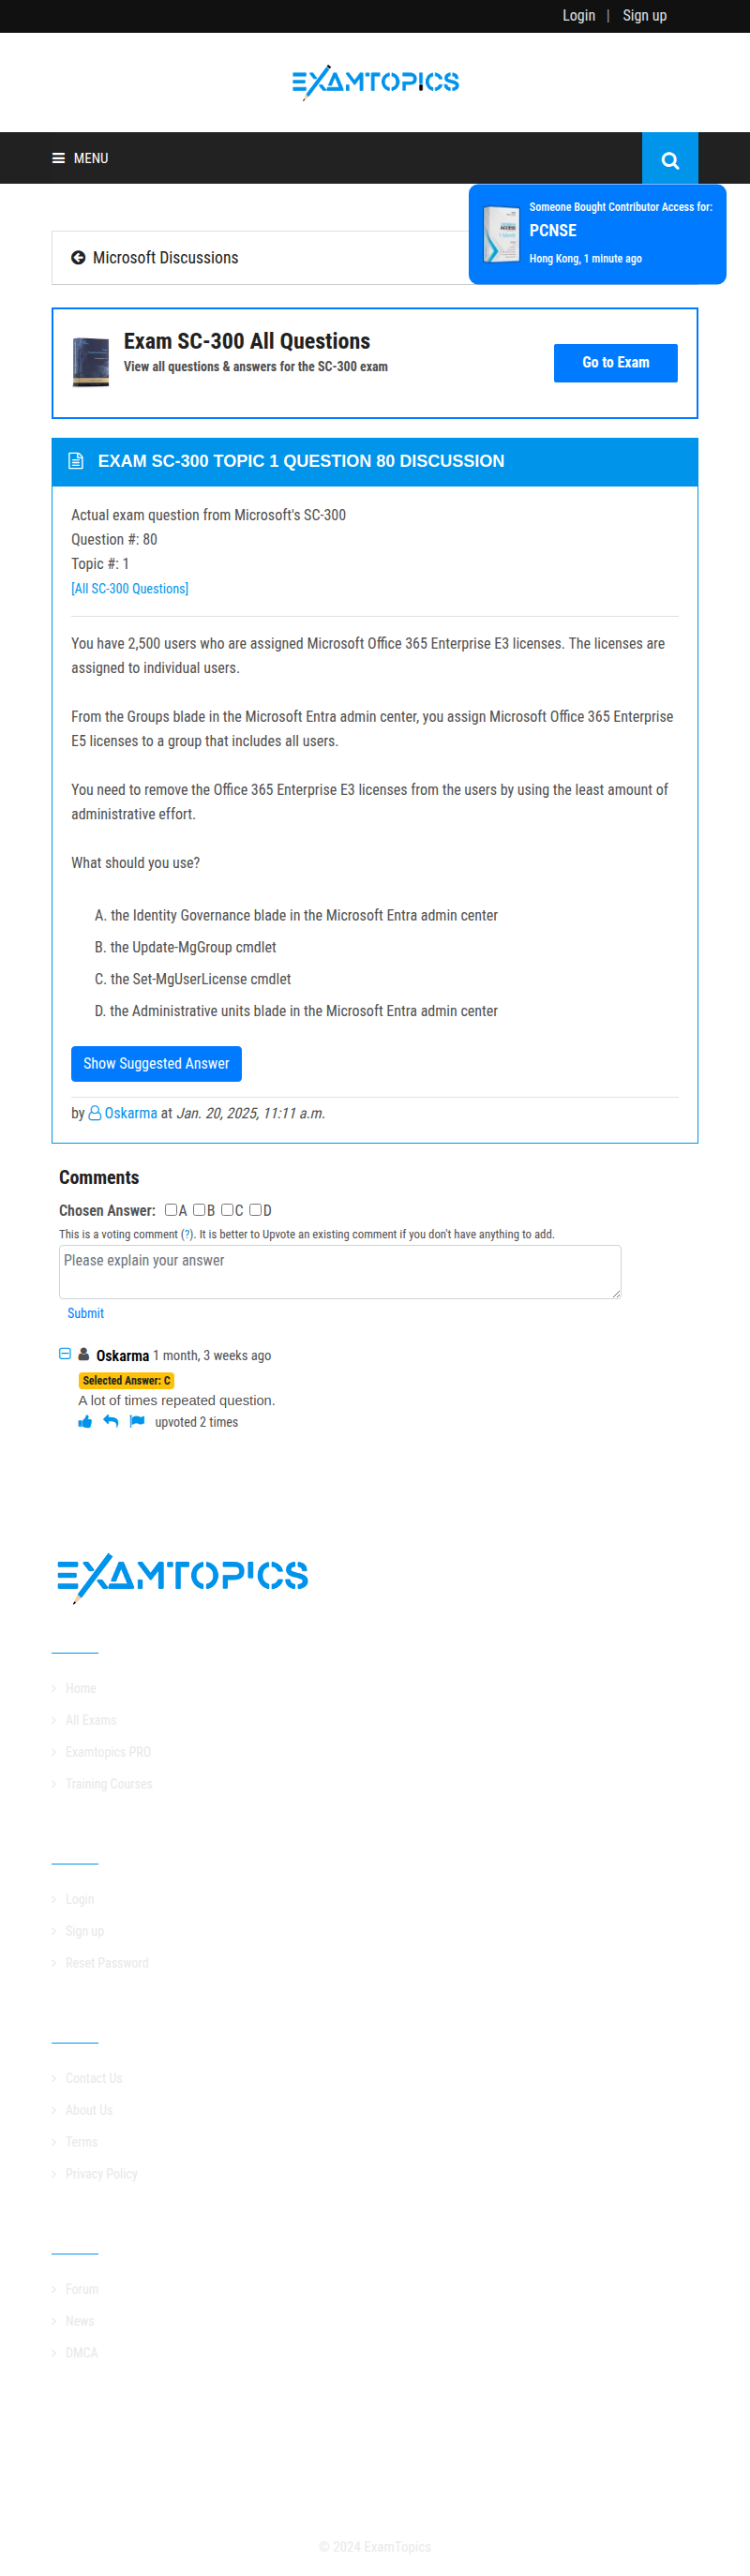 Login | Sign up
EXAMTOPICS
MENU
Someone Bought Contributor Access for:
PCNSE
Hong Kong, 1 minute ago
Microsoft Discussions
Exam SC-300 All Questions
View all questions & answers for the SC-300 exam
Go to Exam
EXAM SC-300 TOPIC 1 QUESTION 80 DISCUSSION
Actual exam question from Microsoft's SC-300
Question #: 80
Topic #: 1
[All SC-300 Questions]
You have 2,500 users who are assigned Microsoft Office 365 Enterprise E3 licenses. The licenses are
assigned to individual users.
From the Groups blade in the Microsoft Entra admin center, you assign Microsoft Office 365 Enterprise
E5 licenses to a group that includes all users.
You need to remove the Office 365 Enterprise E3 licenses from the users by using the least amount of
administrative effort.
What should you use?
A. the Identity Governance blade in the Microsoft Entra admin center
B. the Update-MgGroup cmdlet
C. the Set-MgUserLicense cmdlet
D. the Administrative units blade in the Microsoft Entra admin center
Show Suggested Answer
by Oskarma at Jan. 20, 2025, 11:11 a.m.
Comments
Chosen Answer: A B C D
This is a voting comment (?). It is better to Upvote an existing comment if you don't have anything to add.
Please explain your answer
Submit
Oskarma 1 month, 3 weeks ago
Selected Answer: C
A lot of times repeated question.
upvoted 2 times
EXAMTOPICS
Home
All Exams
Examtopics PRO
Training Courses
Login
Sign up
Reset Password
Contact Us
About Us
Terms
Privacy Policy
Forum
News
DMCA
© 2024 ExamTopics